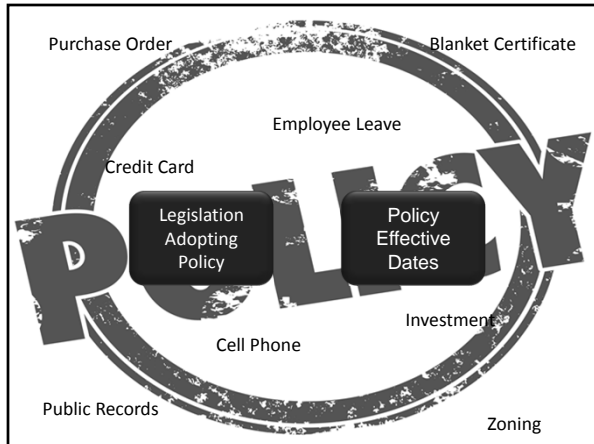 Purchase Order
Blanket Certificate
Employee Leave
Credit Card
POLICY
Legislation
Adopting
Policy
Policy
Effective
Dates
Investment
Cell Phone
Public Records
Zoning